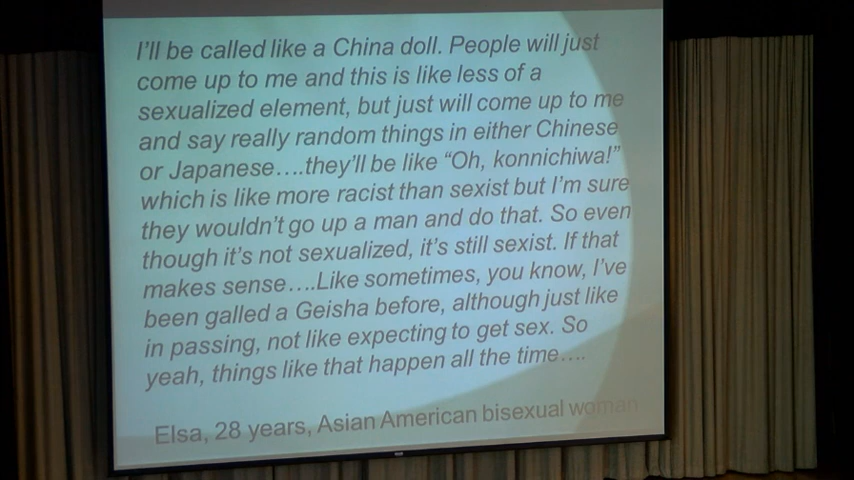 I'll be called like a China doll. People will just
come up to me and this is like less of a
sexualized element, but just will come up to me
and say really random things in either Chinese
or Japanese….they'll be like “Oh, konnichiwa!”
which is like more racist than sexist but I'm sure
they wouldn't go up a man and do that. So even
though it's not sexualized, it's still sexist. If that
makes sense….Like sometimes, you know, I've
been galled a Geisha before, although just like
in passing, not like expecting to get sex. So
yeah, things like that happen all the time….
Elsa, 28 years, Asian American bisexual woman